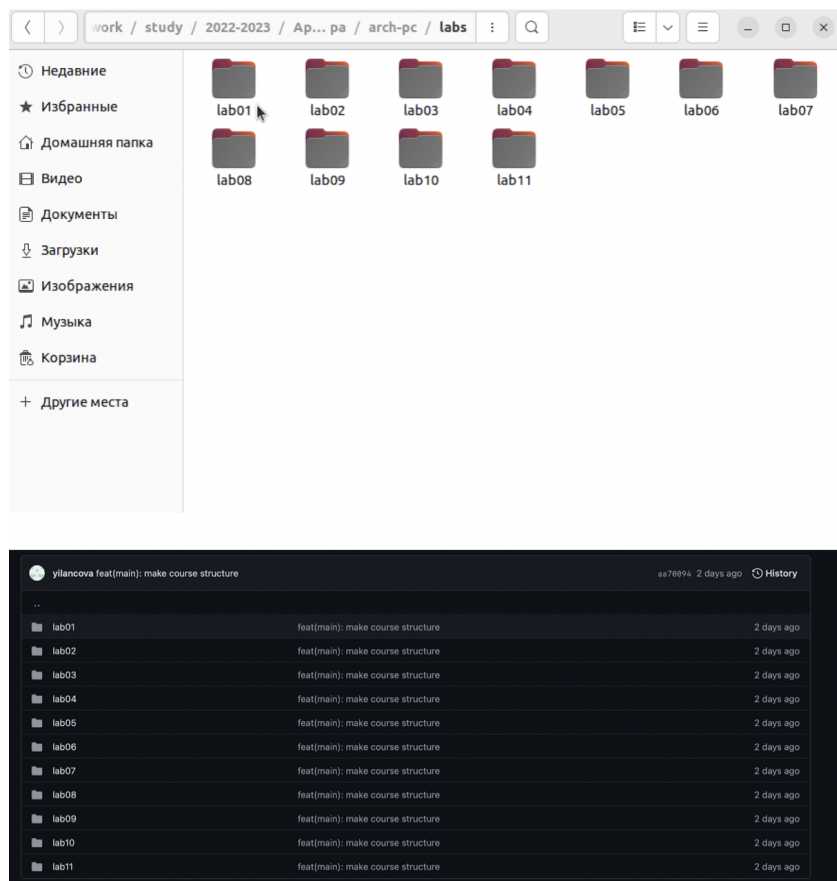 work / study / 2022-2023 / Ap... pa / arch-pc / labs
Недавние
Избранные
Домашняя папка
Видео
Документы
Загрузки
Изображения
Музыка
Корзина
Другие места
lab01 lab02 lab03 lab04 lab05 lab06 lab07
lab08 lab09 lab10 lab11
yilancova feat(main): make course structure aa70094 2 days ago History
..
lab01 feat(main): make course structure 2 days ago
lab02 feat(main): make course structure 2 days ago
lab03 feat(main): make course structure 2 days ago
lab04 feat(main): make course structure 2 days ago
lab05 feat(main): make course structure 2 days ago
lab06 feat(main): make course structure 2 days ago
lab07 feat(main): make course structure 2 days ago
lab08 feat(main): make course structure 2 days ago
lab09 feat(main): make course structure 2 days ago
lab10 feat(main): make course structure 2 days ago
lab11 feat(main): make course structure 2 days ago